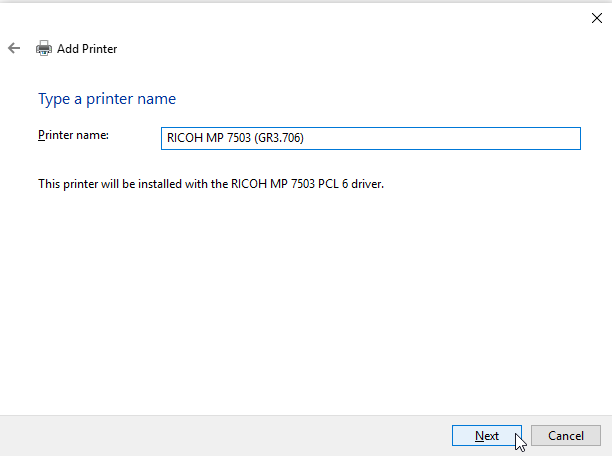 Add Printer
Type a printer name
Printer name: RICOH MP 7503 (GR3.706)
This printer will be installed with the RICOH MP 7503 PCL 6 driver.
Next Cancel